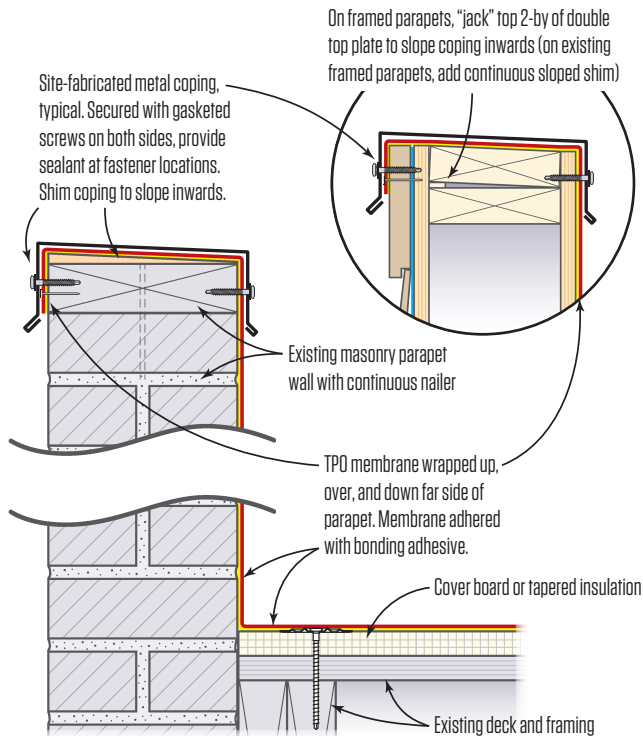 On framed parapets, “jack” top 2-by of double
top plate to slope coping inwards (on existing
framed parapets, add continuous sloped shim)
Site-fabricated metal coping,
typical. Secured with gasketed
screws on both sides, provide
sealant at fastener locations.
Shim coping to slope inwards.
Existing masonry parapet
wall with continuous nailer
TPO membrane wrapped up,
over, and down far side of
parapet. Membrane adhered
with bonding adhesive.
Cover board or tapered insulation
Existing deck and framing